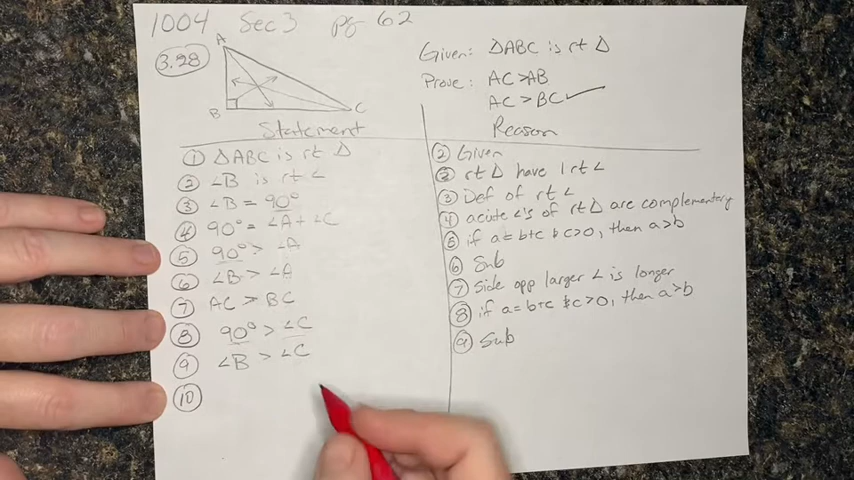 1004 Sec 3 pg 62
3.28
A
B
C
Given: △ABC is rt △
Prove: AC > AB
AC > BC ✓
Statement
Reason
① △ABC is rt △
② Given
② ∠B is rt ∠
② rt △ have 1 rt ∠
③ ∠B = 90°
③ Def of rt ∠
④ 90° = ∠A + ∠C
④ acute ∠'s of rt △ are complementary
⑤ 90° > ∠A
⑤ if a = b+c & c>0, then a>b
⑥ ∠B > ∠A
⑥ Sub
⑦ AC > BC
⑦ Side opp larger ∠ is longer
⑧ 90° > ∠C
⑧ if a = b+c & c>0, then a>b
⑨ ∠B > ∠C
⑨ Sub
⑩